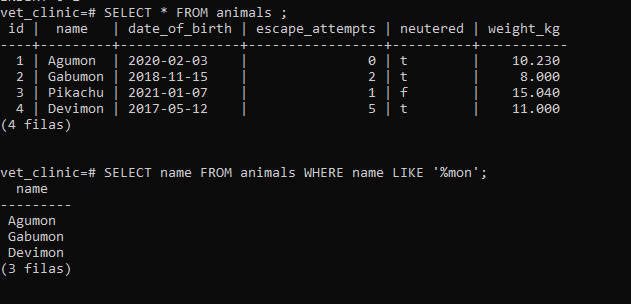 vet_clinic=# SELECT * FROM animals ;
 id |  name   | date_of_birth | escape_attempts | neutered | weight_kg
----+---------+---------------+-----------------+----------+-----------
  1 | Agumon  | 2020-02-03    |               0 | t        |    10.230
  2 | Gabumon | 2018-11-15    |               2 | t        |     8.000
  3 | Pikachu | 2021-01-07    |               1 | f        |    15.040
  4 | Devimon | 2017-05-12    |               5 | t        |    11.000
(4 filas)
vet_clinic=# SELECT name FROM animals WHERE name LIKE '%mon';
  name
---------
 Agumon
 Gabumon
 Devimon
(3 filas)